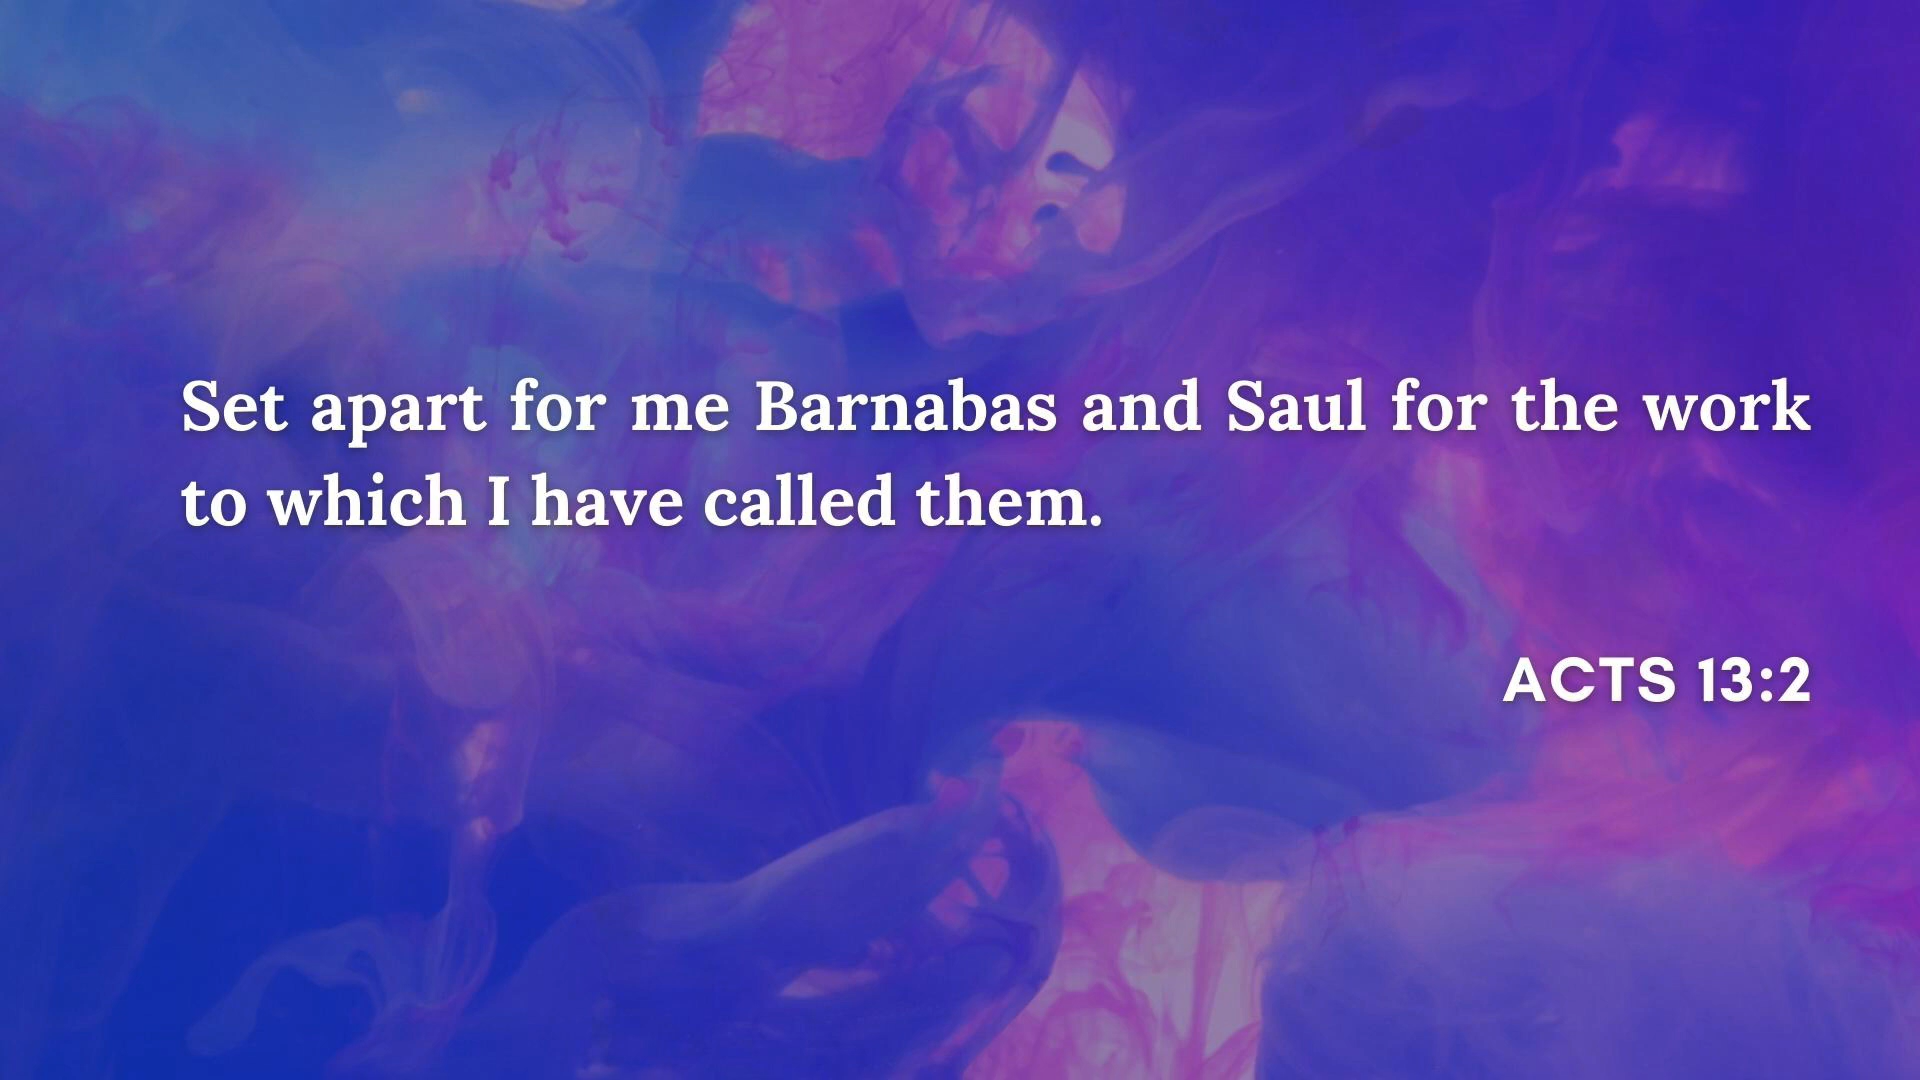 Set apart for me Barnabas and Saul for the work
to which I have called them.
ACTS 13:2